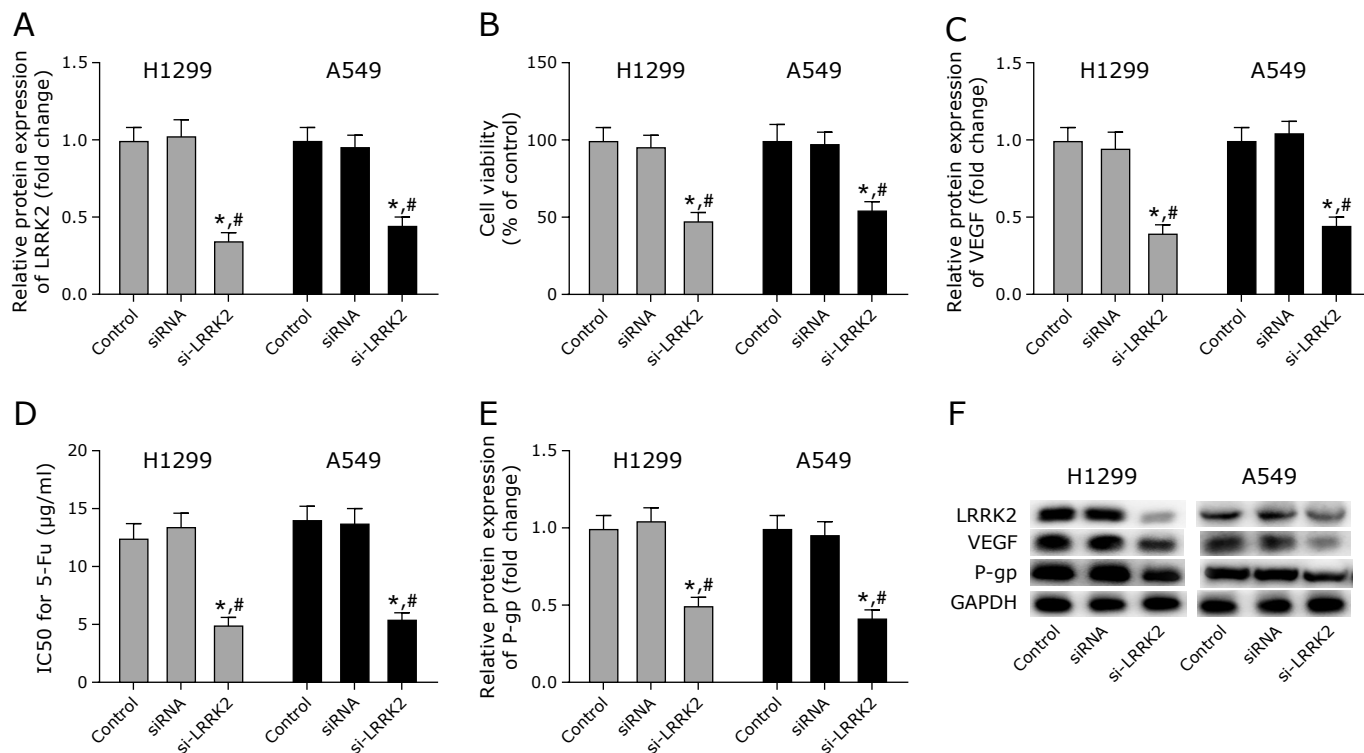 A
Relative protein expression
of LRRK2 (fold change)
1.5
1.0
0.5
0.0
H1299
A549
*,#
*,#
Control
siRNA
si-LRRK2
Control
siRNA
si-LRRK2
B
Cell viability
(% of control)
150
100
50
0
H1299
A549
*,#
*,#
Control
siRNA
si-LRRK2
Control
siRNA
si-LRRK2
C
Relative protein expression
of VEGF (fold change)
1.5
1.0
0.5
0.0
H1299
A549
*,#
*,#
Control
siRNA
si-LRRK2
Control
siRNA
si-LRRK2
D
IC50 for 5-Fu (µg/ml)
20
15
10
5
0
H1299
A549
*,#
*,#
Control
siRNA
si-LRRK2
Control
siRNA
si-LRRK2
E
Relative protein expression
of P-gp (fold change)
1.5
1.0
0.5
0.0
H1299
A549
*,#
*,#
Control
siRNA
si-LRRK2
Control
siRNA
si-LRRK2
F
H1299
A549
LRRK2
VEGF
P-gp
GAPDH
Control
siRNA
si-LRRK2
Control
siRNA
si-LRRK2